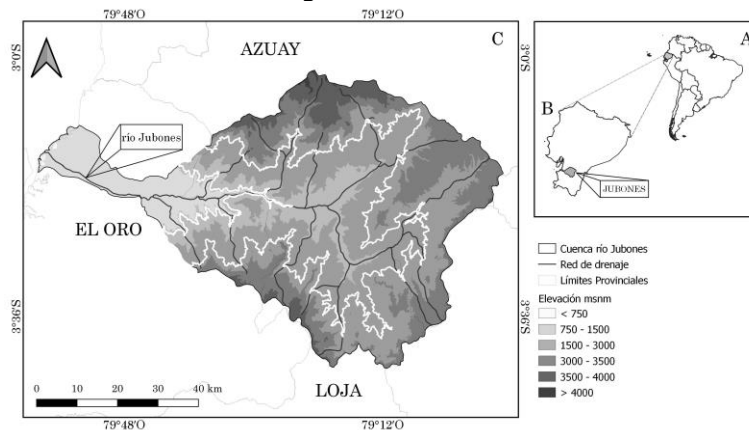 79°48'O
79°12'O
3°0'S
AZUAY
C
3°0'S
río Jubones
EL ORO
LOJA
3°36'S
3°36'S
0 10 20 30 40 km
79°48'O
79°12'O
A
B
JUBONES
Cuenca río Jubones
Red de drenaje
Límites Provinciales
Elevación msnm
< 750
750 - 1500
1500 - 3000
3000 - 3500
3500 - 4000
> 4000